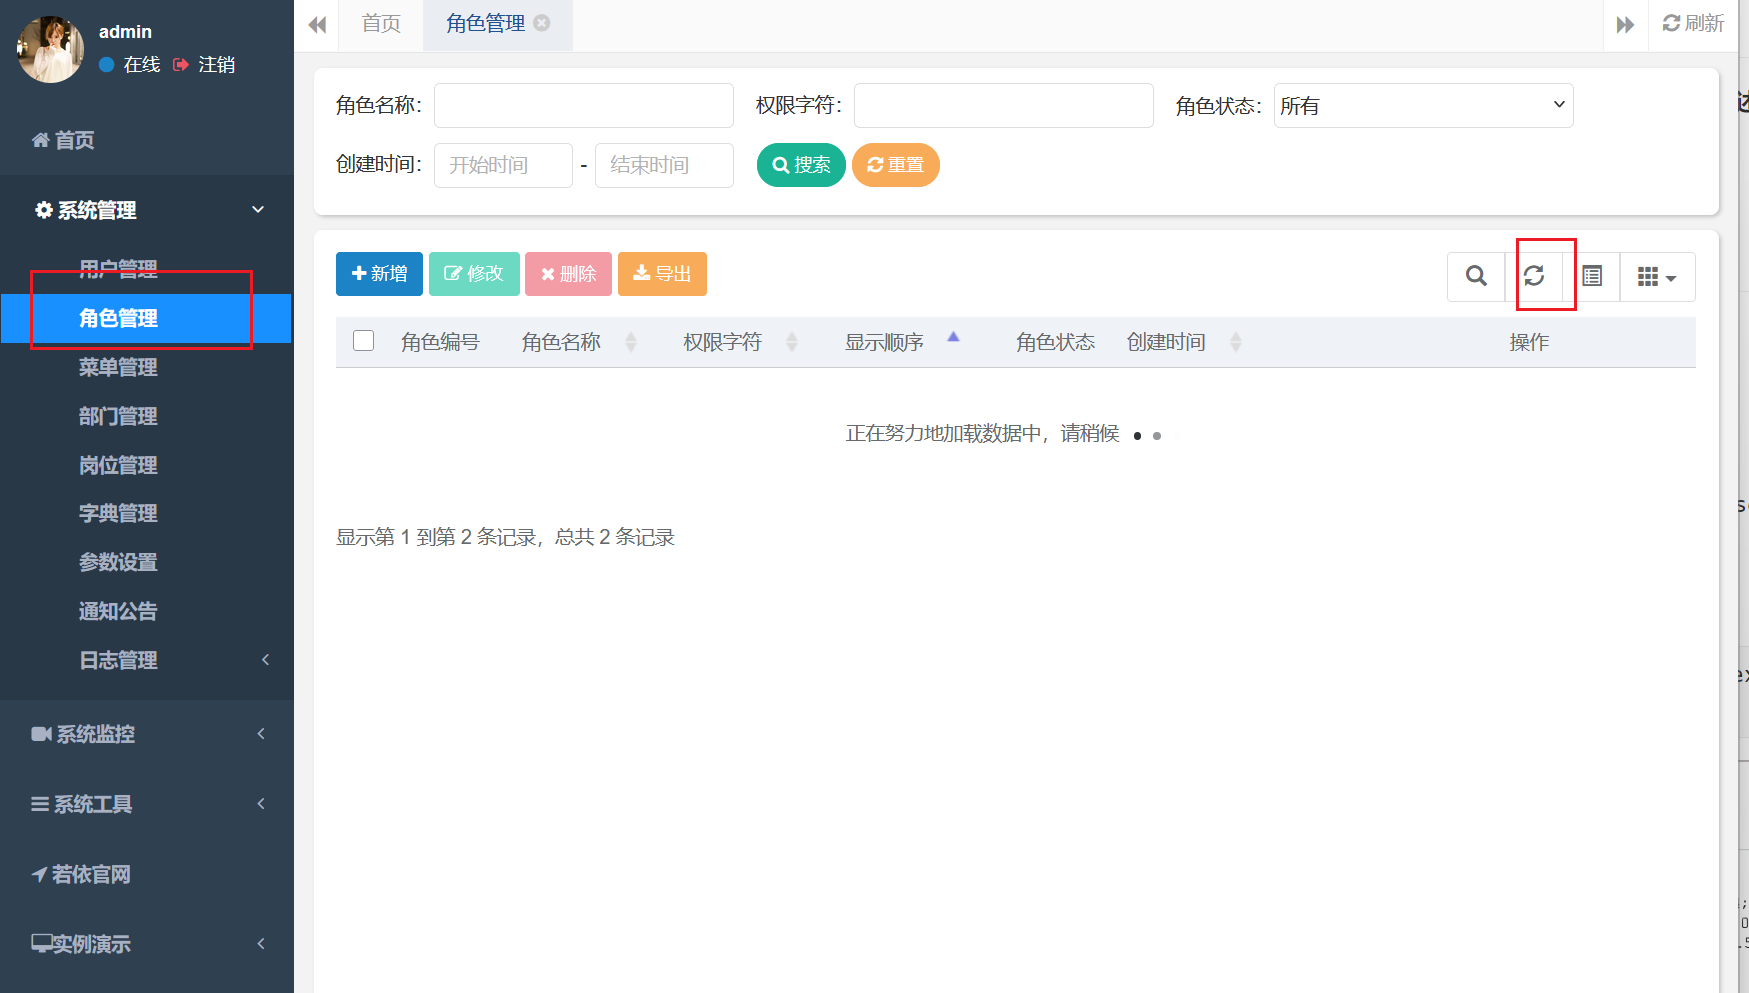 admin
在线 注销
首页
系统管理
用户管理
角色管理
菜单管理
部门管理
岗位管理
字典管理
参数设置
通知公告
日志管理
系统监控
系统工具
若依官网
实例演示
首页 角色管理 刷新
角色名称： 权限字符： 角色状态： 所有
创建时间： 开始时间 - 结束时间 搜索 重置
新增 修改 删除 导出
角色编号 角色名称 权限字符 显示顺序 角色状态 创建时间 操作
正在努力地加载数据中，请稍候
显示第 1 到第 2 条记录，总共 2 条记录